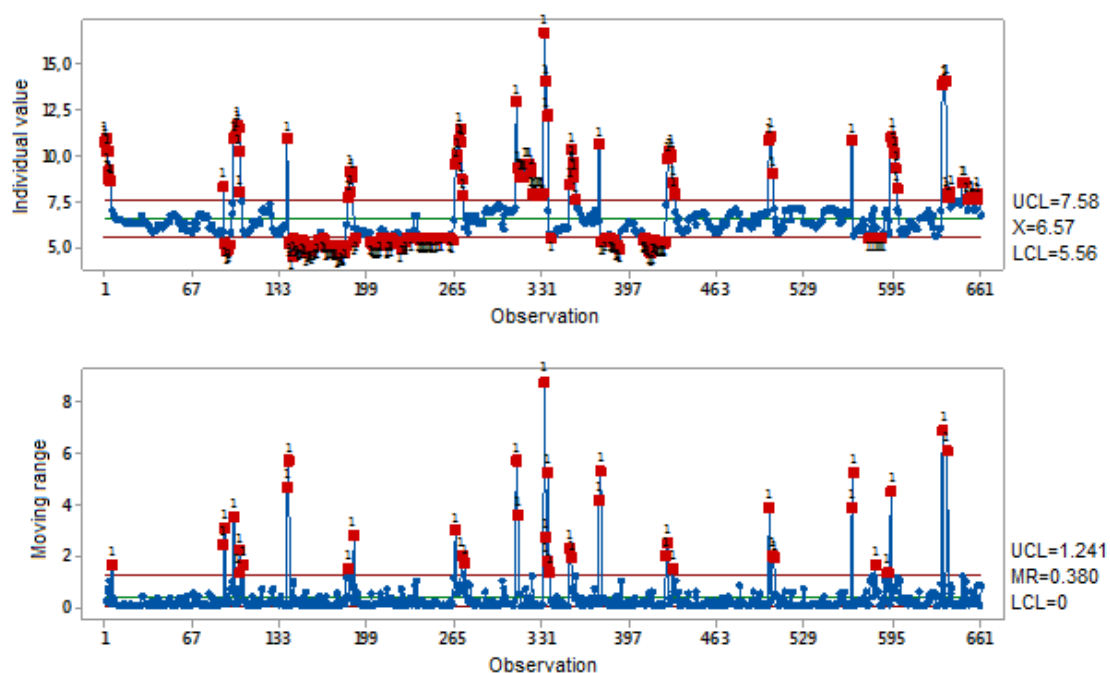 Individual value
15,0
12,5
10,0
7,5
5,0
UCL=7.58
X=6.57
LCL=5.56
1 67 133 199 265 331 397 463 529 595 661
Observation
Moving range
8
6
4
2
0
UCL=1.241
MR=0.380
LCL=0
1 67 133 199 265 331 397 463 529 595 661
Observation